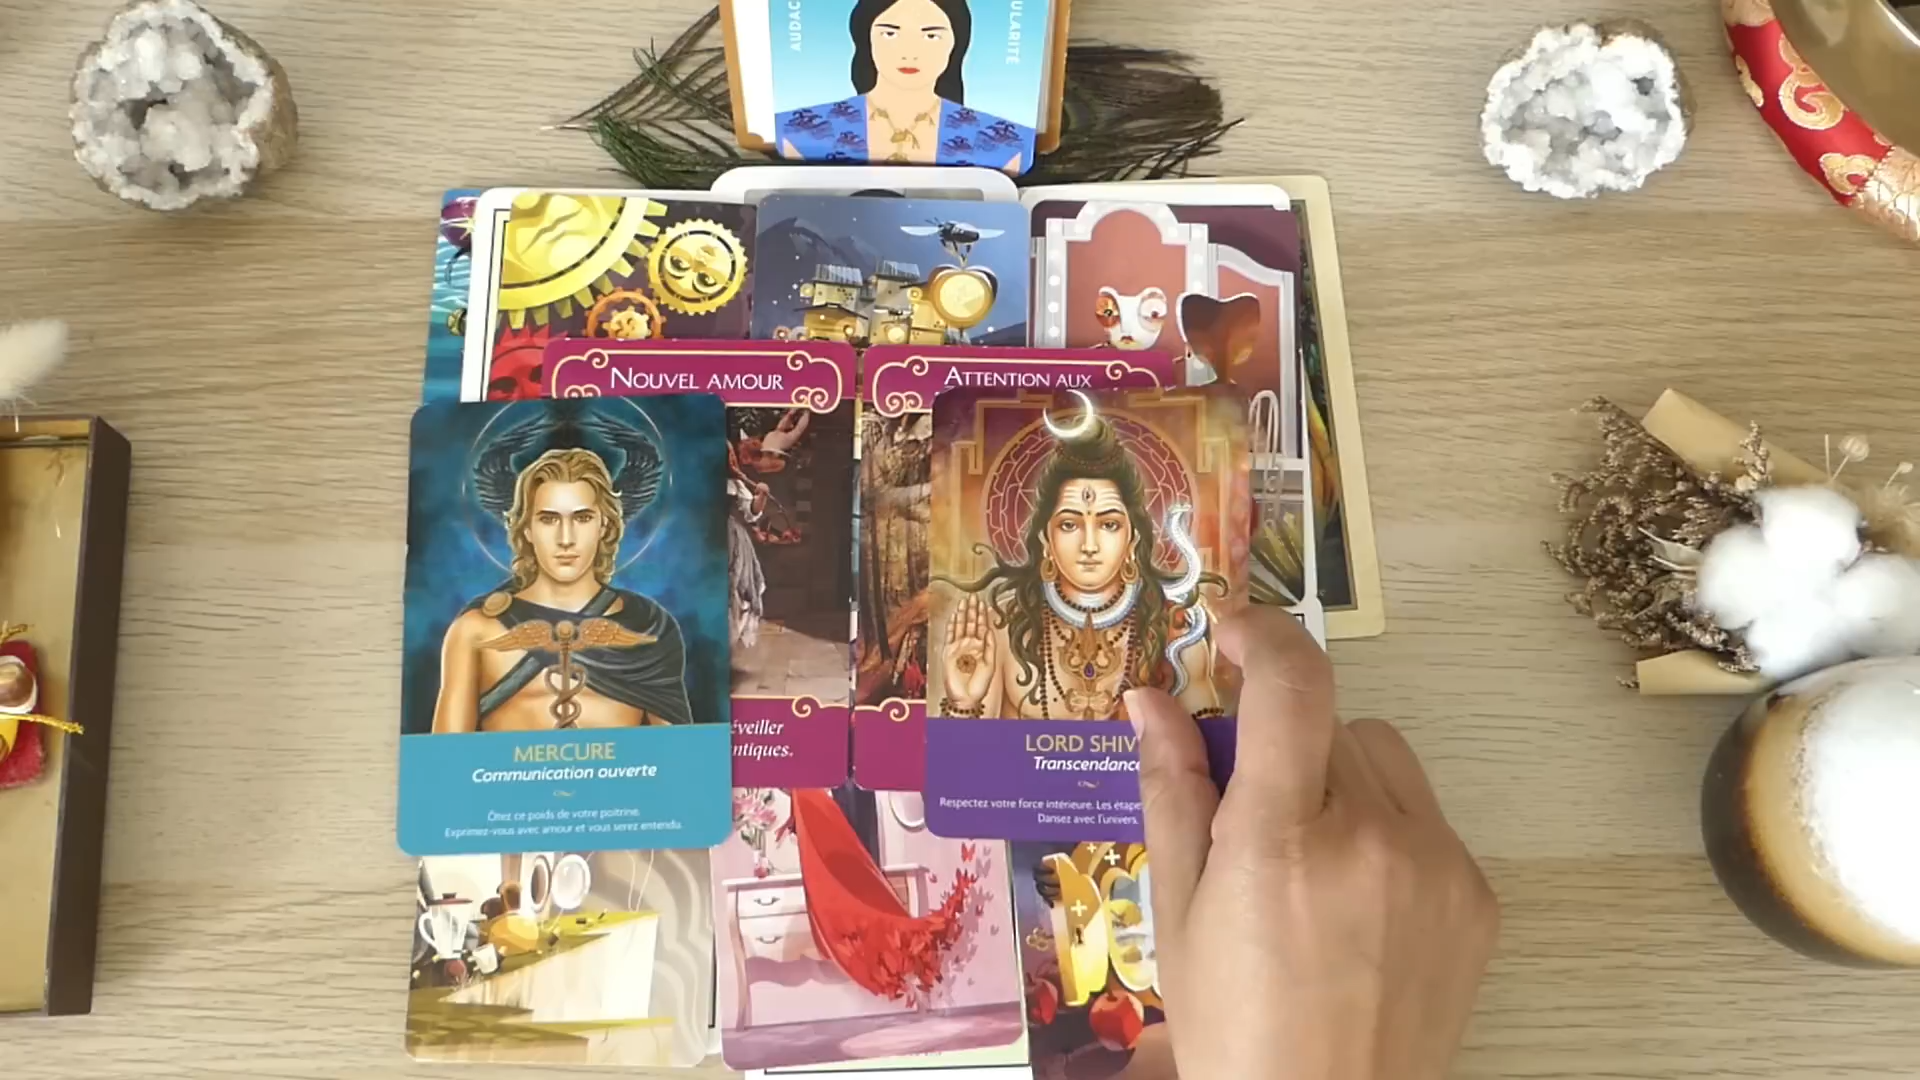 AUDAC
ULARITÉ
NOUVEL AMOUR
ATTENTION AUX
éveiller
ntiques.
MERCURE
Communication ouverte
Ôtez ce poids de votre poitrine.
Exprimez-vous avec amour et vous serez entendu.
LORD SHIV
Transcendance
Respectez votre force intérieure. Les étape
Dansez avec l'univers.